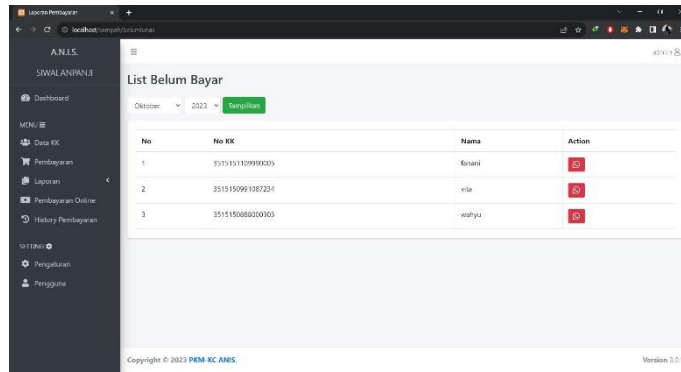 Laporan Pembayaran
localhost/sampah/belumlunas
A.N.I.S.
SIWALANPANJI
Dashboard
MENU
Data KK
Pembayaran
Laporan
Pembayaran Online
History Pembayaran
SETTING
Pengaturan
Pengguna
admin
List Belum Bayar
Oktober 2023 Tampilkan
No No KK Nama Action
1 3515151109990005 fanani
2 3515150991087234 vita
3 3515150888000303 wahyu
Copyright © 2023 PKM-KC ANIS. Version 3.0.